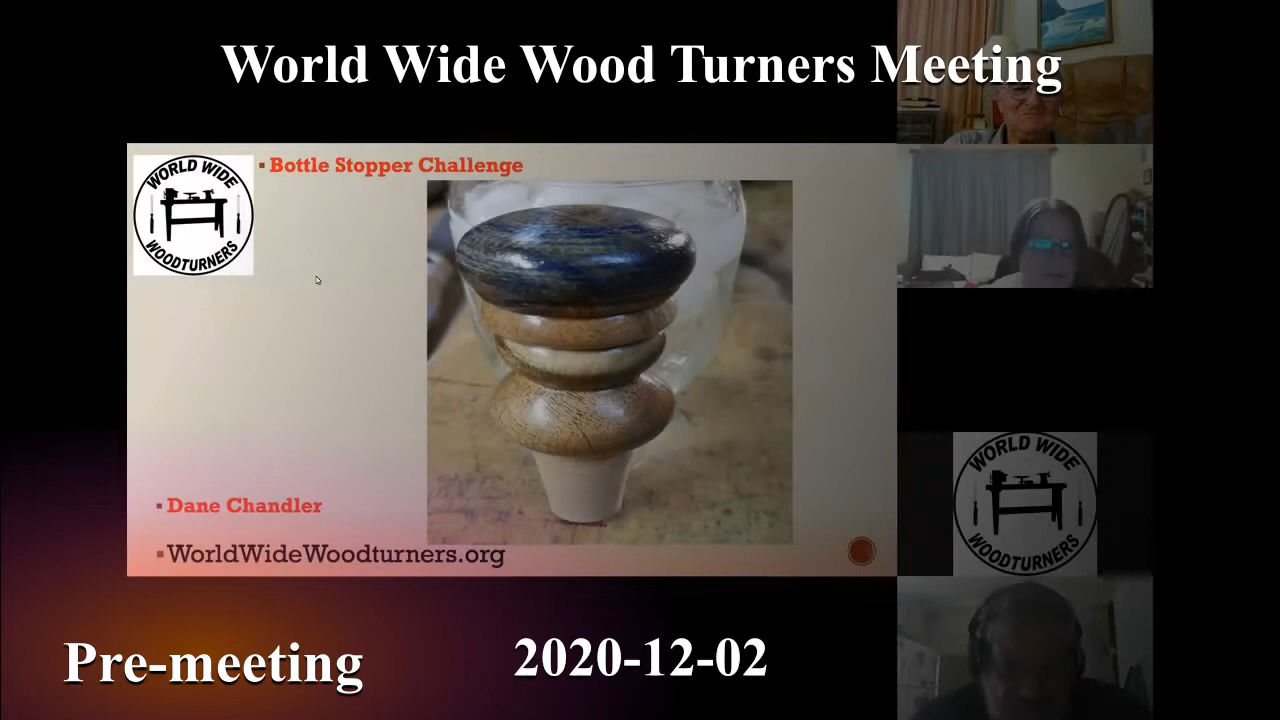 World Wide Wood Turners Meeting
WORLD WIDE
WOODTURNERS
▪ Bottle Stopper Challenge
▪ Dane Chandler
▪ WorldWideWoodturners.org
WORLD WIDE
WOODTURNERS
Pre-meeting
2020-12-02